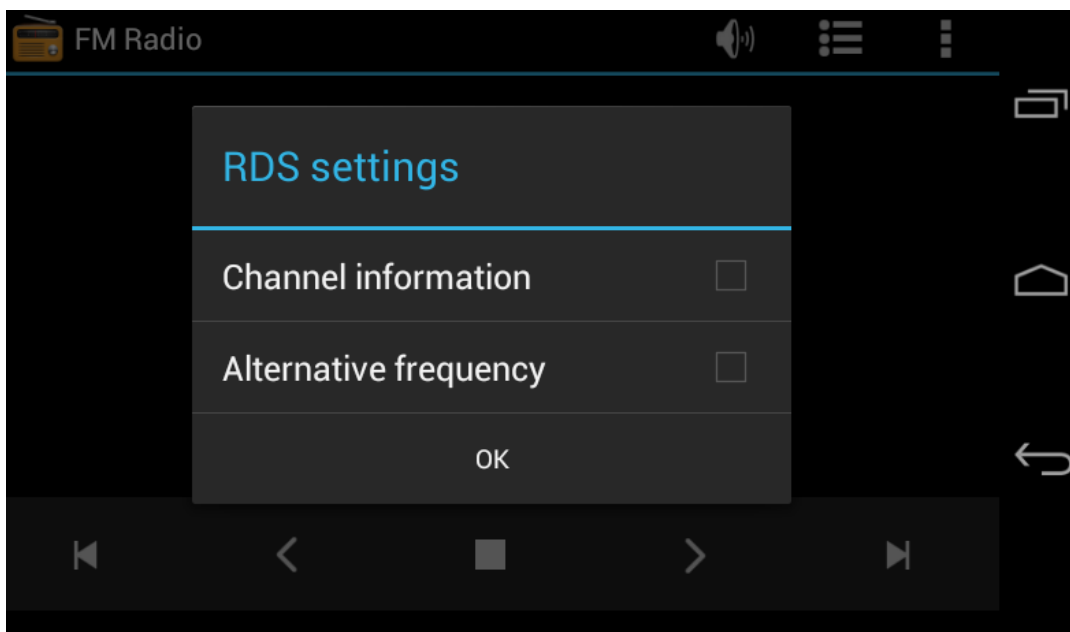 FM Radio
RDS settings
Channel information
Alternative frequency
OK